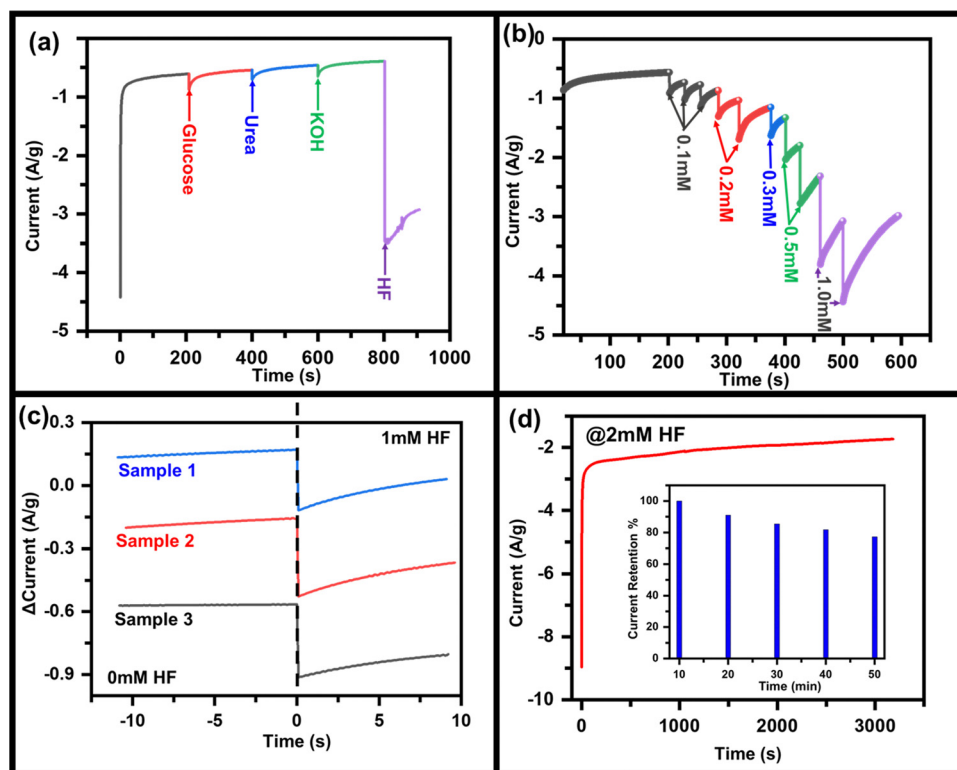 (a)
0
-1
-2
-3
-4
-5
Current (A/g)
Glucose
Urea
KOH
HF
0 200 400 600 800 1000
Time (s)
(b)
0
-1
-2
-3
-4
-5
Current (A/g)
0.1mM
0.2mM
0.3mM
0.5mM
1.0mM
100 200 300 400 500 600
Time (s)
(c)
0.3
0.0
-0.3
-0.6
-0.9
ΔCurrent (A/g)
1mM HF
Sample 1
Sample 2
Sample 3
0mM HF
-10 -5 0 5 10
Time (s)
(d)
@2mM HF
-2
-4
-6
-8
-10
Current (A/g)
100
80
60
40
20
0
Current Retention %
10 20 30 40 50
Time (min)
0 1000 2000 3000
Time (s)